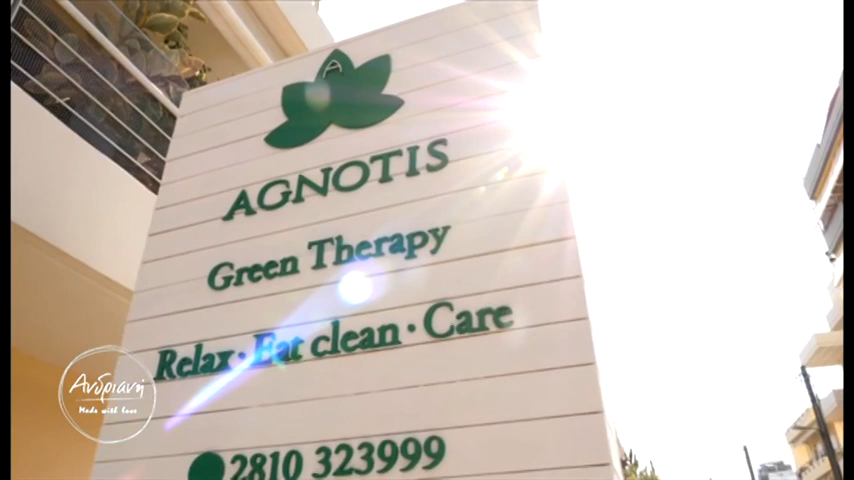 A
AGNOTIS
Green Therapy
Relax · Eat clean · Care
2810 323999
Ανδριανή
Made with love